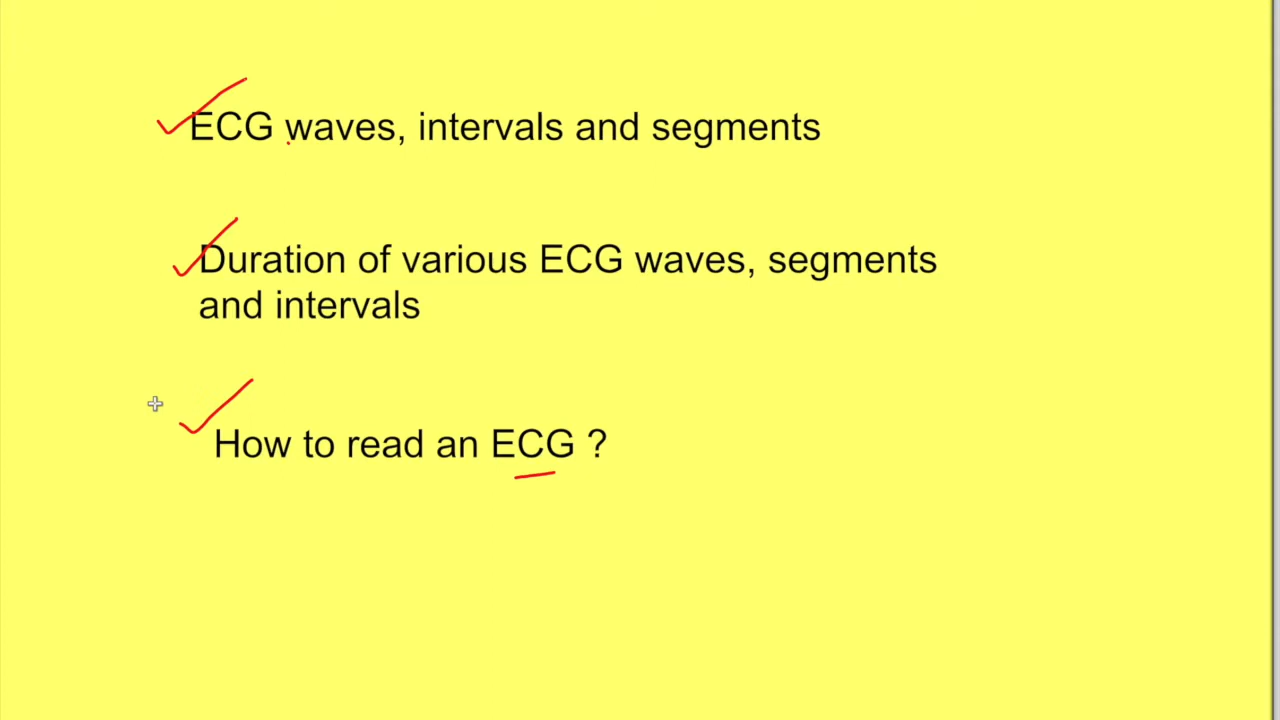 ECG waves, intervals and segments
Duration of various ECG waves, segments
and intervals
How to read an ECG ?